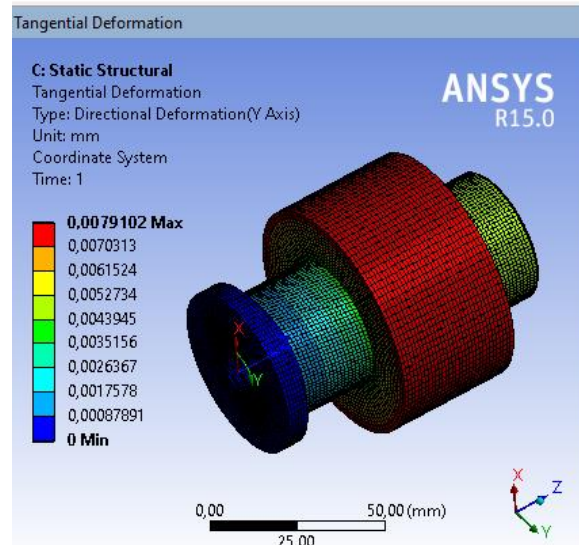 Tangential Deformation
C: Static Structural
Tangential Deformation
Type: Directional Deformation(Y Axis)
Unit: mm
Coordinate System
Time: 1
ANSYS
R15.0
0,0079102 Max
0,0070313
0,0061524
0,0052734
0,0043945
0,0035156
0,0026367
0,0017578
0,00087891
0 Min
X
Y
0,00
50,00 (mm)
25,00
X
Z
Y